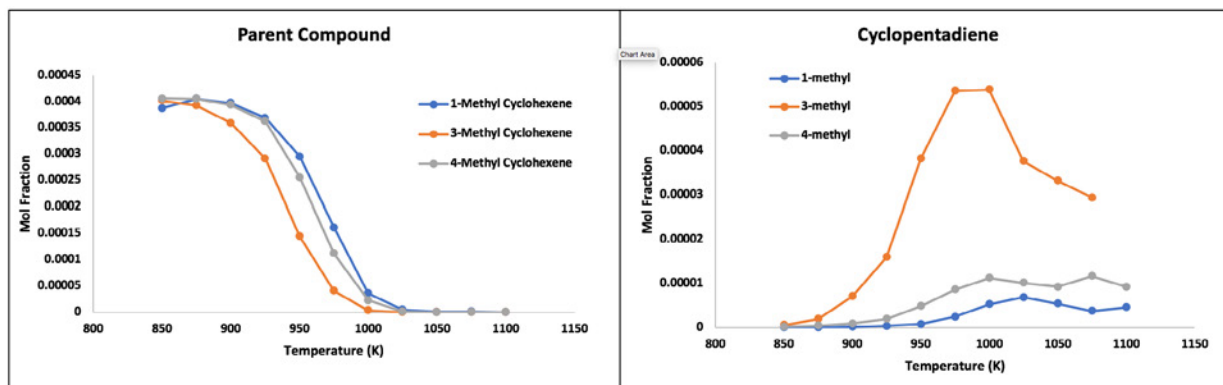 Parent Compound
Mol Fraction
0.00045
0.0004
0.00035
0.0003
0.00025
0.0002
0.00015
0.0001
0.00005
0
1-Methyl Cyclohexene
3-Methyl Cyclohexene
4-Methyl Cyclohexene
800 850 900 950 1000 1050 1100 1150
Temperature (K)
Chart Area
Cyclopentadiene
Mol Fraction
0.00006
0.00005
0.00004
0.00003
0.00002
0.00001
0
1-methyl
3-methyl
4-methyl
800 850 900 950 1000 1050 1100 1150
Temperature (K)